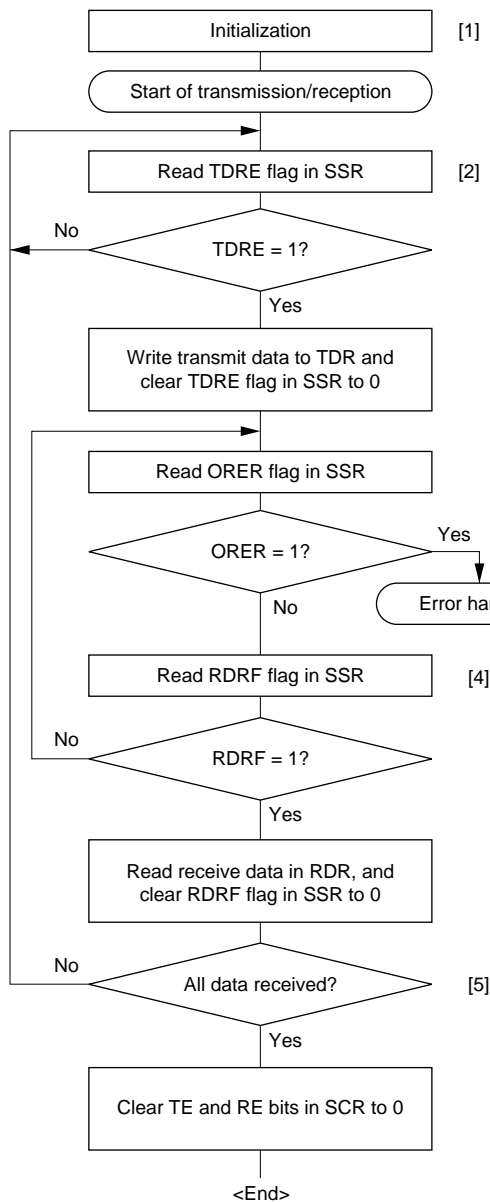 Initialization [1]
Start of transmission/reception
Read TDRE flag in SSR [2]
No
TDRE = 1?
Yes
Write transmit data to TDR and
clear TDRE flag in SSR to 0
Read ORER flag in SSR
Yes
ORER = 1?
Error
No
Read RDRF flag in SSR [4]
No
RDRF = 1?
Yes
Read receive data in RDR, and
clear RDRF flag in SSR to 0
No
All data received? [5]
Yes
Clear TE and RE bits in SCR to 0
<End>